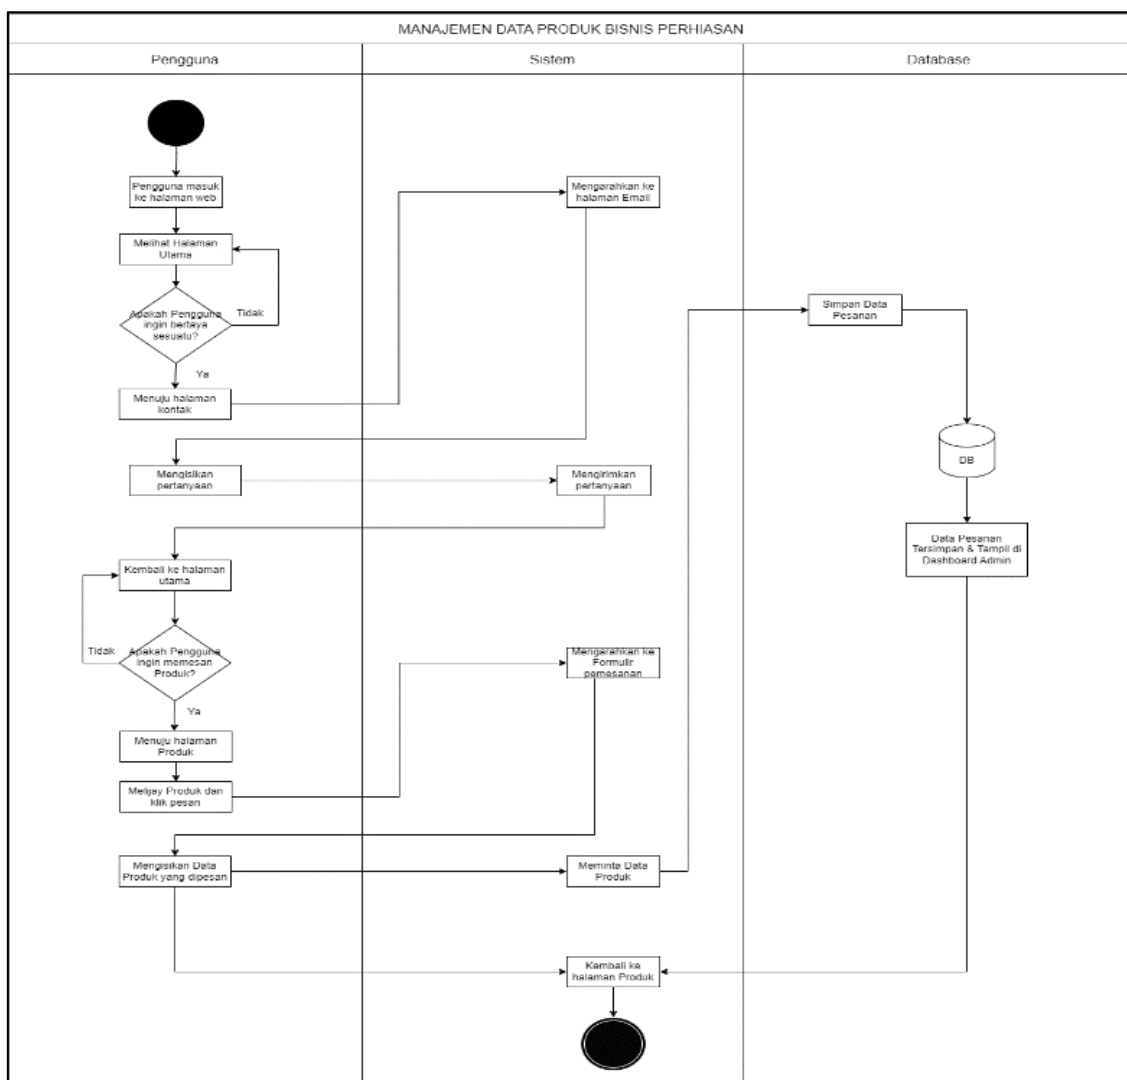 MANAJEMEN DATA PRODUK BISNIS PERHIASAN
Pengguna
Sistem
Database
Pengguna masuk
ke halaman web
Mengarahkan ke
halaman Email
Melihat Halaman
Utama
Apakah Pengguna
ingin bertaya
sesuatu?
Tidak
Simpan Data
Pesanan
Ya
Menuju halaman
kontak
Mengisikan
pertanyaan
Mengirimkan
pertanyaan
DB
Data Pesanan
Tersimpan & Tampil di
Dashboard Admin
Kembali ke halaman
utama
Tidak
Apakah Pengguna
ingin memesan
Produk?
Mengarahkan ke
Formulir
pemesanan
Ya
Menuju halaman
Produk
Melijay Produk dan
klik pesan
Mengisikan Data
Produk yang dipesan
Meminta Data
Produk
Kembali ke
halaman Produk